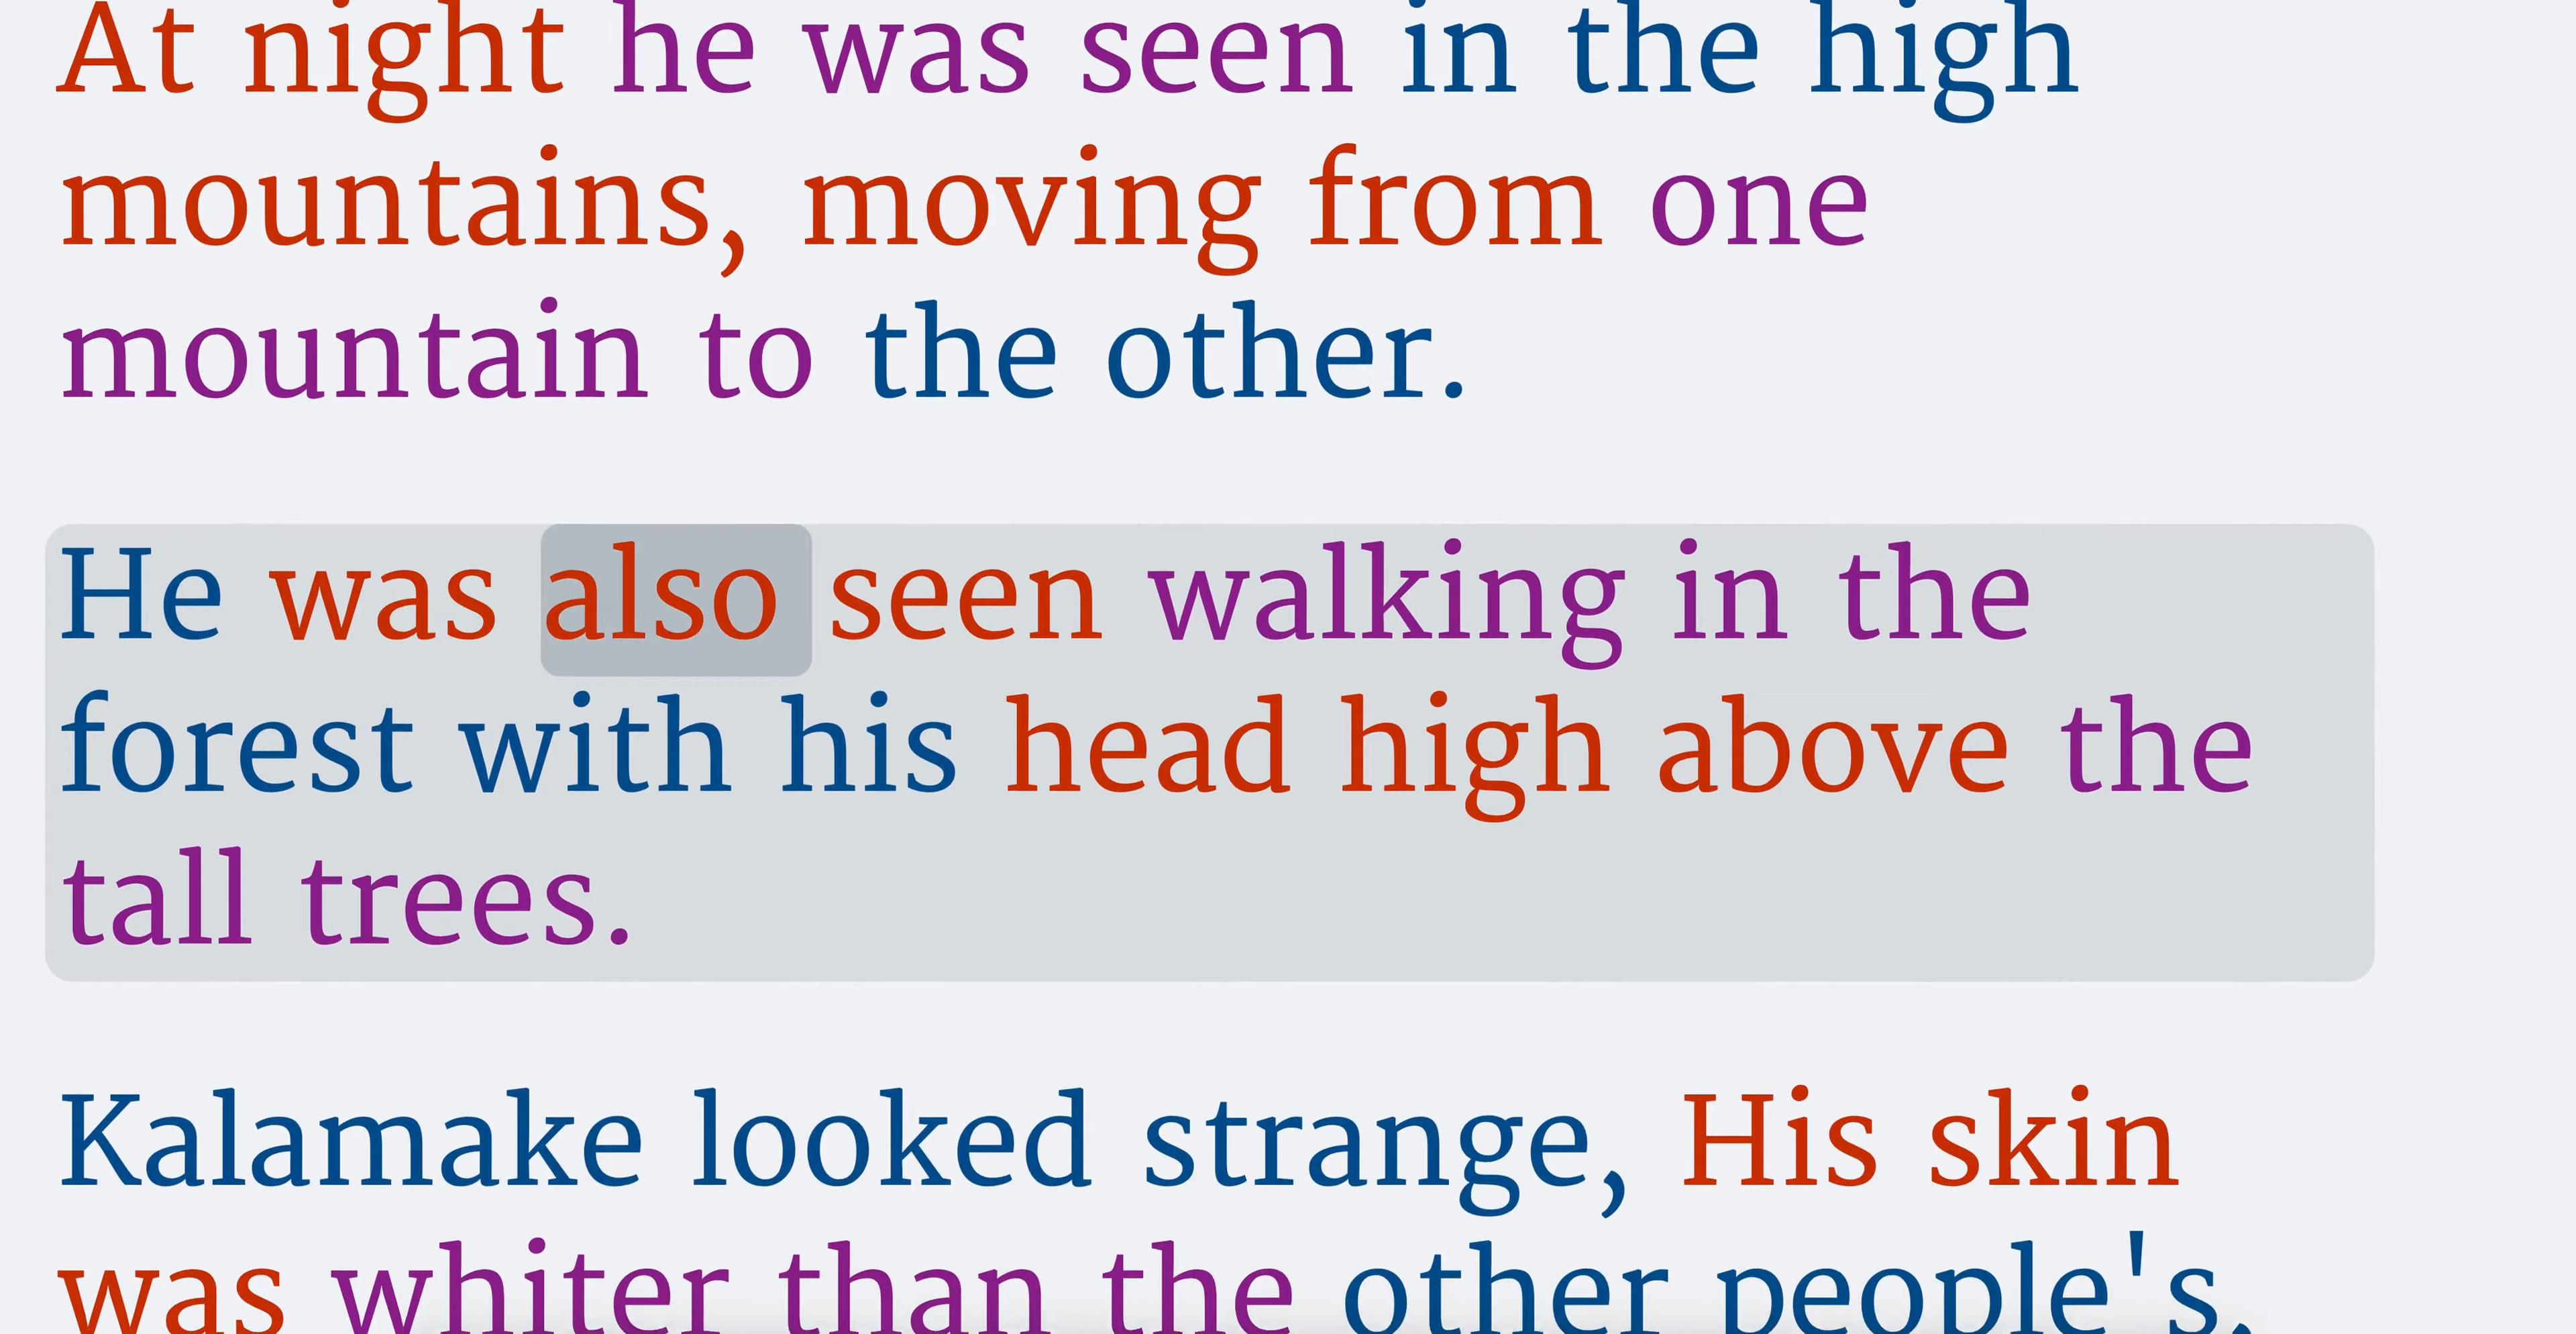 At night he was seen in the high
mountains, moving from one
mountain to the other.
He was also seen walking in the
forest with his head high above the
tall trees.
Kalamake looked strange, His skin
was whiter than the other people's.